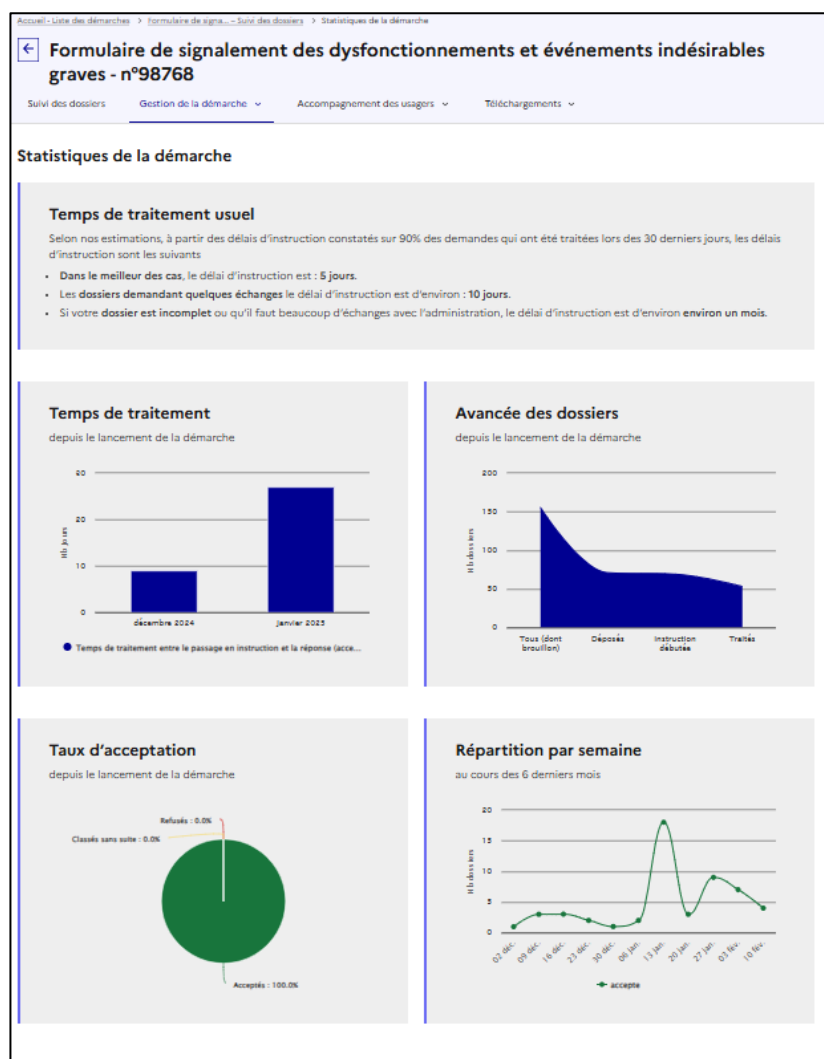 Accueil - Liste des démarches > Formulaire de signa... – Suivi des dossiers > Statistiques de la démarche
Formulaire de signalement des dysfonctionnements et événements indésirables
graves - n°98768
Suivi des dossiers Gestion de la démarche Accompagnement des usagers Téléchargements
Statistiques de la démarche
Temps de traitement usuel
Selon nos estimations, à partir des délais d'instruction constatés sur 90% des demandes qui ont été traitées lors des 30 derniers jours, les délais
d'instruction sont les suivants
• Dans le meilleur des cas, le délai d'instruction est : 5 jours.
• Les dossiers demandant quelques échanges le délai d'instruction est d'environ : 10 jours.
• Si votre dossier est incomplet ou qu'il faut beaucoup d'échanges avec l'administration, le délai d'instruction est d'environ environ un mois.
Temps de traitement
depuis le lancement de la démarche
30
20
10
0
Nb jours
décembre 2024 janvier 2025
Temps de traitement entre le passage en instruction et la réponse (acce...
Avancée des dossiers
depuis le lancement de la démarche
200
150
100
50
0
Nb dossiers
Tous (dont
brouillon) Déposés Instruction
débutée Traités
Taux d'acceptation
depuis le lancement de la démarche
Refusés : 0.0%
Classés sans suite : 0.0%
Acceptés : 100.0%
Répartition par semaine
au cours des 6 derniers mois
20
15
10
5
0
Nb dossiers
02 déc. 09 déc. 16 déc. 23 déc. 30 déc. 06 jan. 13 jan. 20 jan. 27 jan. 03 fév. 10 fév.
accepte